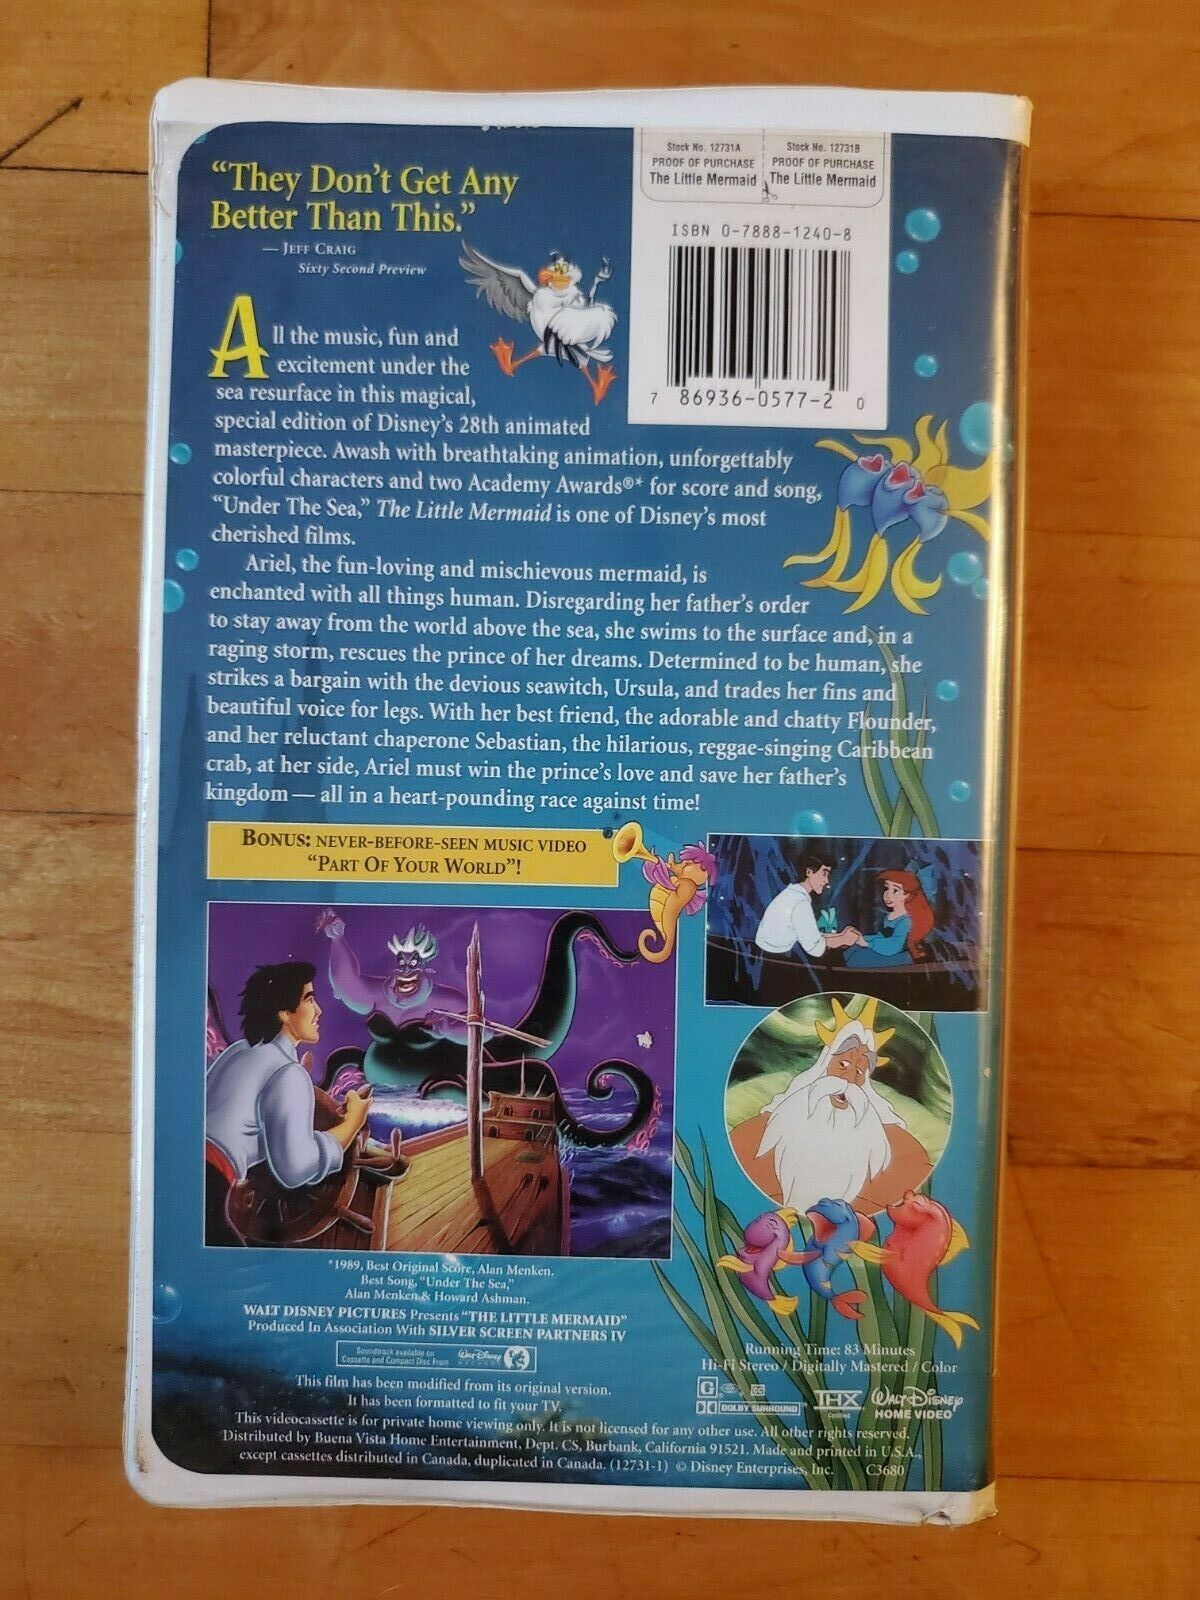 "They Don't Get Any
Better Than This."
— JEFF CRAIG
Sixty Second Preview
Stock No. 12731A
PROOF OF PURCHASE
The Little Mermaid
Stock No. 12731B
PROOF OF PURCHASE
The Little Mermaid
ISBN 0-7888-1240-8
7 86936-0577-2 0
All the music, fun and
excitement under the
sea resurface in this magical,
special edition of Disney's 28th animated
masterpiece. Awash with breathtaking animation, unforgettably
colorful characters and two Academy Awards®* for score and song,
"Under The Sea," The Little Mermaid is one of Disney's most
cherished films.
Ariel, the fun-loving and mischievous mermaid, is
enchanted with all things human. Disregarding her father's order
to stay away from the world above the sea, she swims to the surface and, in a
raging storm, rescues the prince of her dreams. Determined to be human, she
strikes a bargain with the devious seawitch, Ursula, and trades her fins and
beautiful voice for legs. With her best friend, the adorable and chatty Flounder,
and her reluctant chaperone Sebastian, the hilarious, reggae-singing Caribbean
crab, at her side, Ariel must win the prince's love and save her father's
kingdom — all in a heart-pounding race against time!
BONUS: NEVER-BEFORE-SEEN MUSIC VIDEO
"PART OF YOUR WORLD"!
*1989, Best Original Score, Alan Menken.
Best Song, "Under The Sea,"
Alan Menken & Howard Ashman.
WALT DISNEY PICTURES Presents "THE LITTLE MERMAID"
Produced In Association With SILVER SCREEN PARTNERS IV
Soundtrack available on
Cassette and Compact Disc From
Walt Disney
RECORDS
This film has been modified from its original version.
It has been formatted to fit your TV.
Running Time: 83 Minutes
Hi-Fi Stereo / Digitally Mastered / Color
G CC
DOLBY SURROUND
THX
Walt Disney
HOME VIDEO
This videocassette is for private home viewing only. It is not licensed for any other use. All other rights reserved.
Distributed by Buena Vista Home Entertainment, Dept. CS, Burbank, California 91521. Made and printed in U.S.A.,
except cassettes distributed in Canada, duplicated in Canada. (12731-1) © Disney Enterprises, Inc. C3680